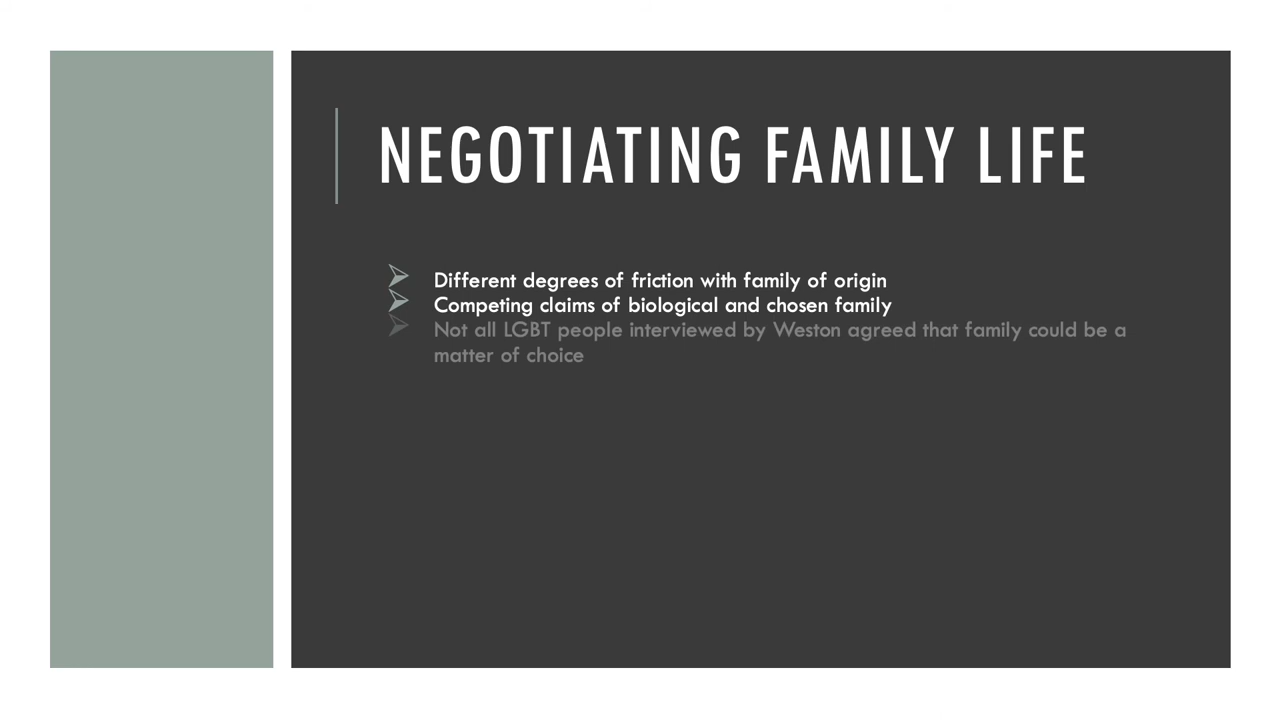 NEGOTIATING FAMILY LIFE
Different degrees of friction with family of origin
Competing claims of biological and chosen family
Not all LGBT people interviewed by Weston agreed that family could be a
matter of choice